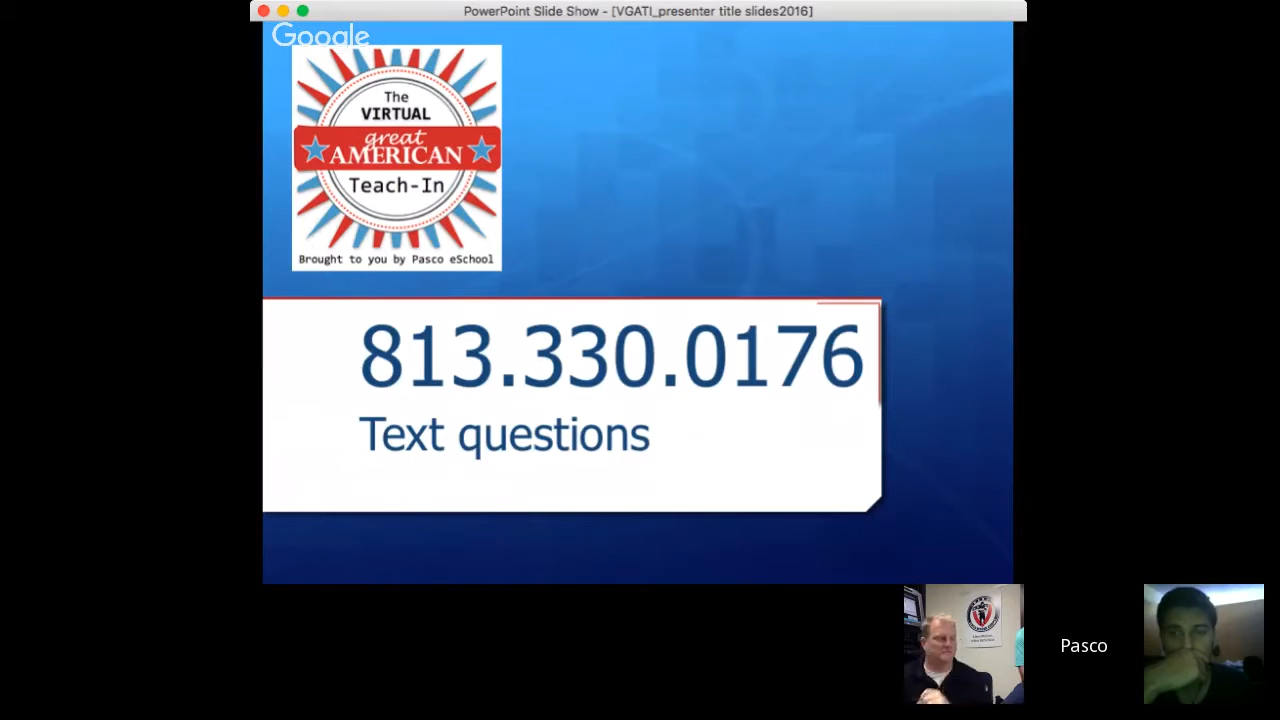 PowerPoint Slide Show - [VGATI_presenter title slides2016]
Google
The
VIRTUAL
great
AMERICAN
Teach-In
Brought to you by Pasco eSchool
813.330.0176
Text questions
Pasco